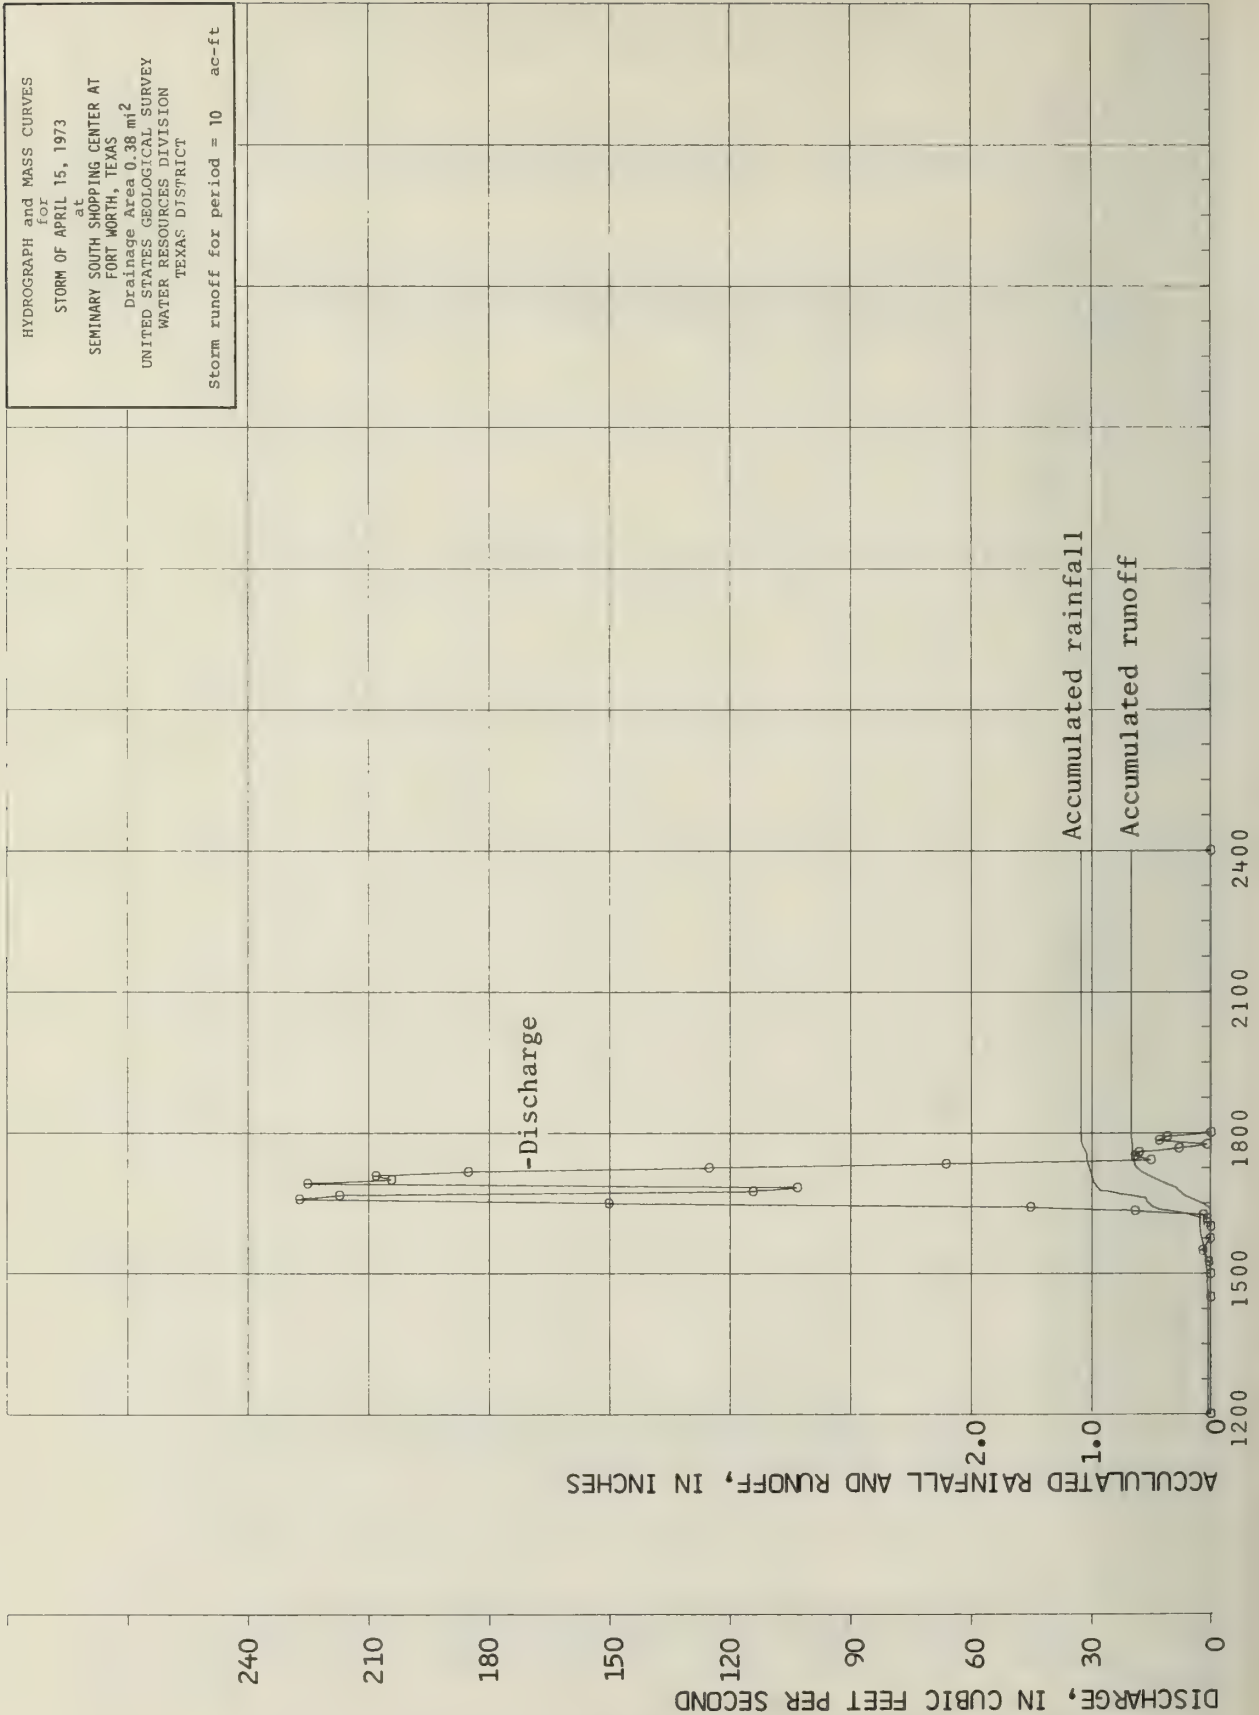 HYDROGRAPH and MASS CURVES
for
STORM OF APRIL 15, 1973
at
SEMINARY SOUTH SHOPPING CENTER AT
FORT WORTH, TEXAS
Drainage Area 0.38 mi2
UNITED STATES GEOLOGICAL SURVEY
WATER RESOURCES DIVISION
TEXAS DISTRICT
Storm runoff for period = 10 ac-ft
DISCHARGE, IN CUBIC FEET PER SECOND
240
210
180
150
120
90
60
30
0
ACCULULATED RAINFALL AND RUNOFF, IN INCHES
2.0
1.0
0
-Discharge
Accumulated rainfall
Accumulated runoff
1200
1500
1800
2100
2400